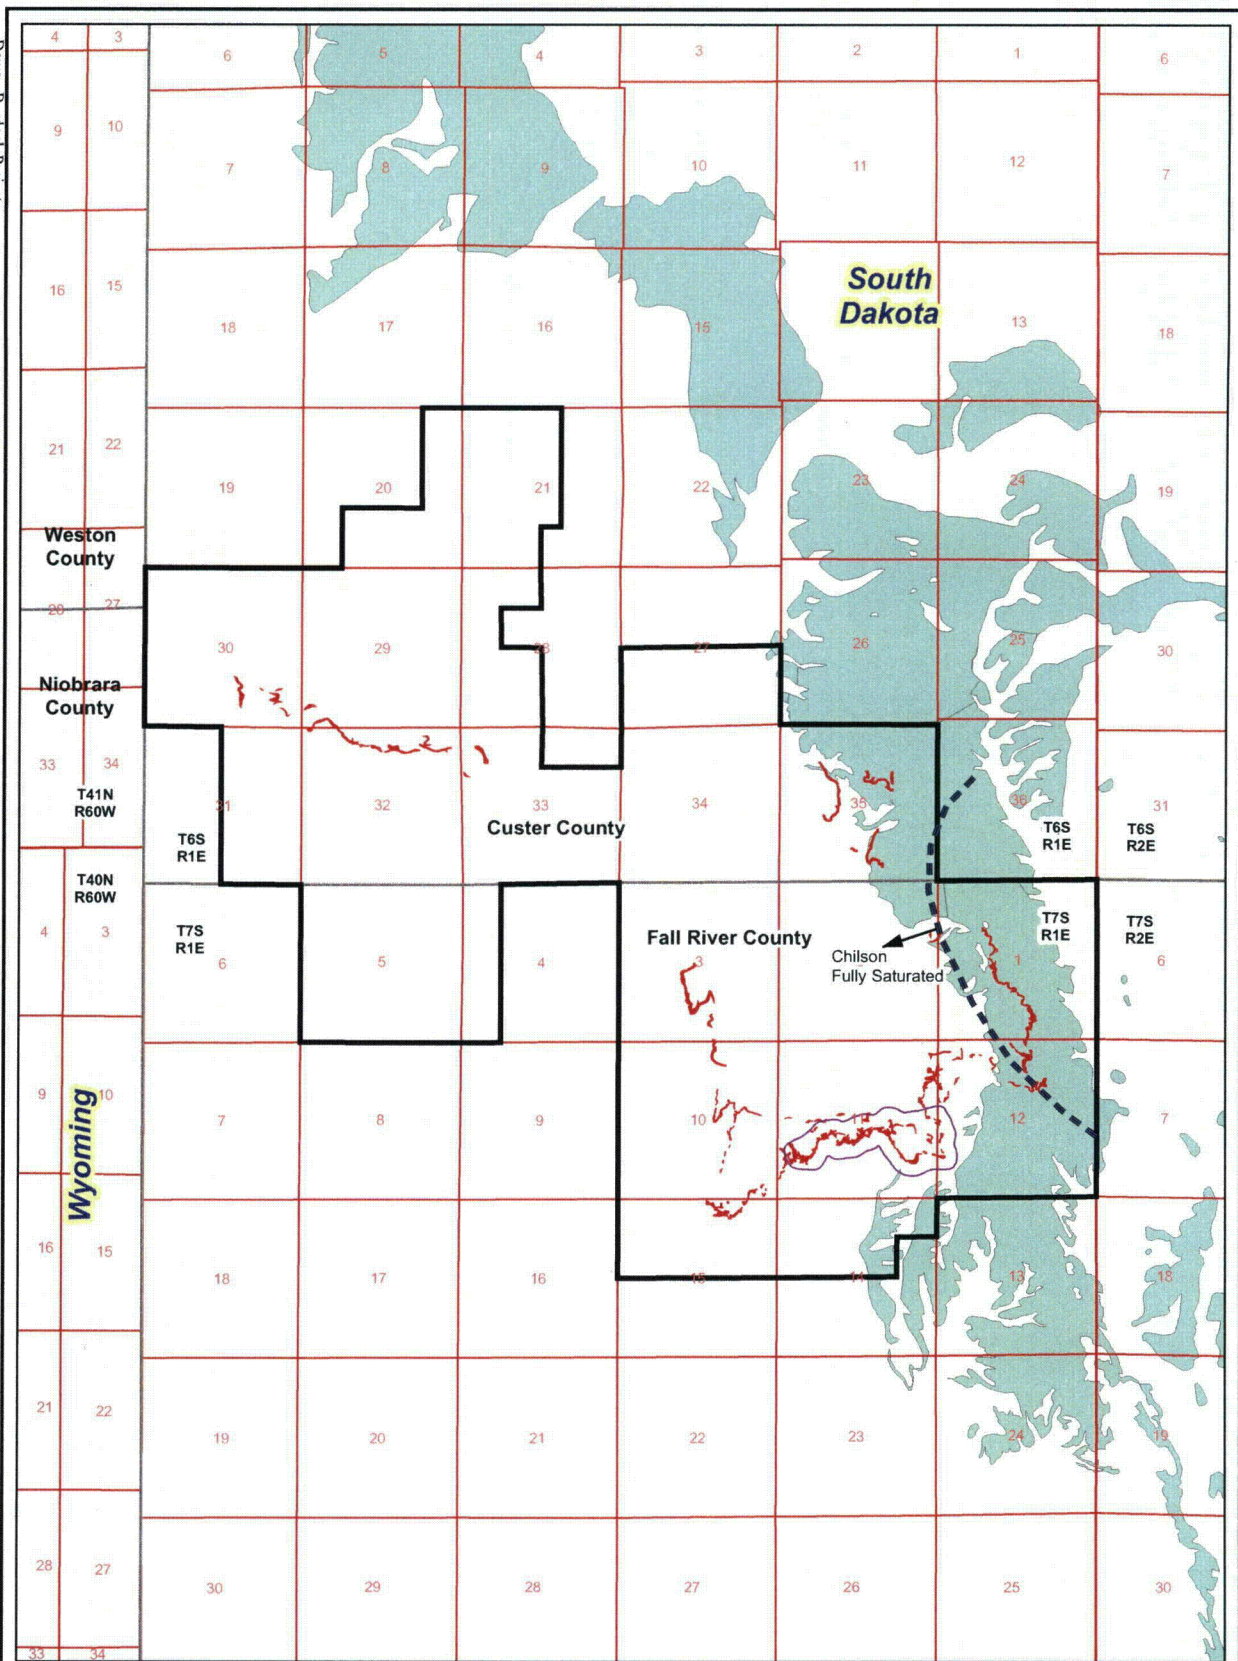 4 3 6 5 4 3 2 1 6
9 10 7 8 9 10 11 12 7
16 15 18 17 16 15 13 18
South
Dakota
21 22 19 20 21 22 23 24 19
Weston
County
28 27 30 29 28 27 26 25 30
Niobrara
County
33 34 31 32 33 34 35 36 31
T41N
R60W
Custer County
T6S
R1E
T6S
R1E
T6S
R2E
T40N
R60W
T7S
R1E
Fall River County
T7S
R1E
T7S
R2E
4 3 6 5 4 3 1 6
Chilson
Fully Saturated
9 10 7 8 9 10 11 12 7
Wyoming
16 15 18 17 16 15 14 13 18
21 22 19 20 21 22 23 24 19
28 27 30 29 28 27 26 25 30
33 34